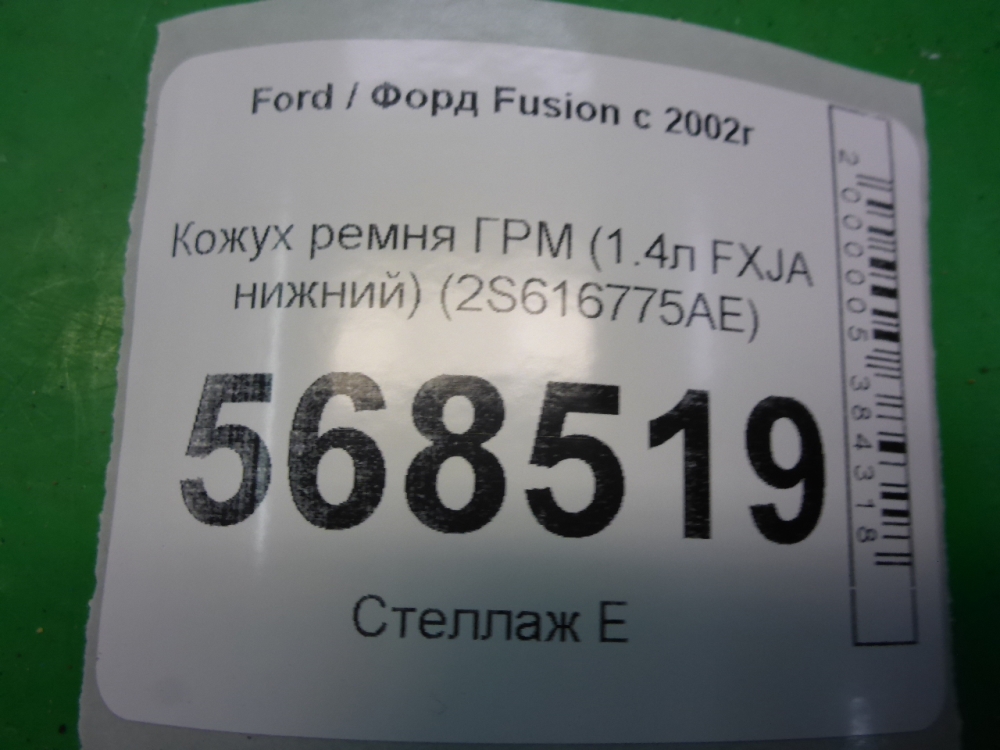 Ford / Форд Fusion с 2002г
Кожух ремня ГРМ (1.4л FXJA
нижний) (2S616775AE)
568519
Стеллаж Е
2000005384318